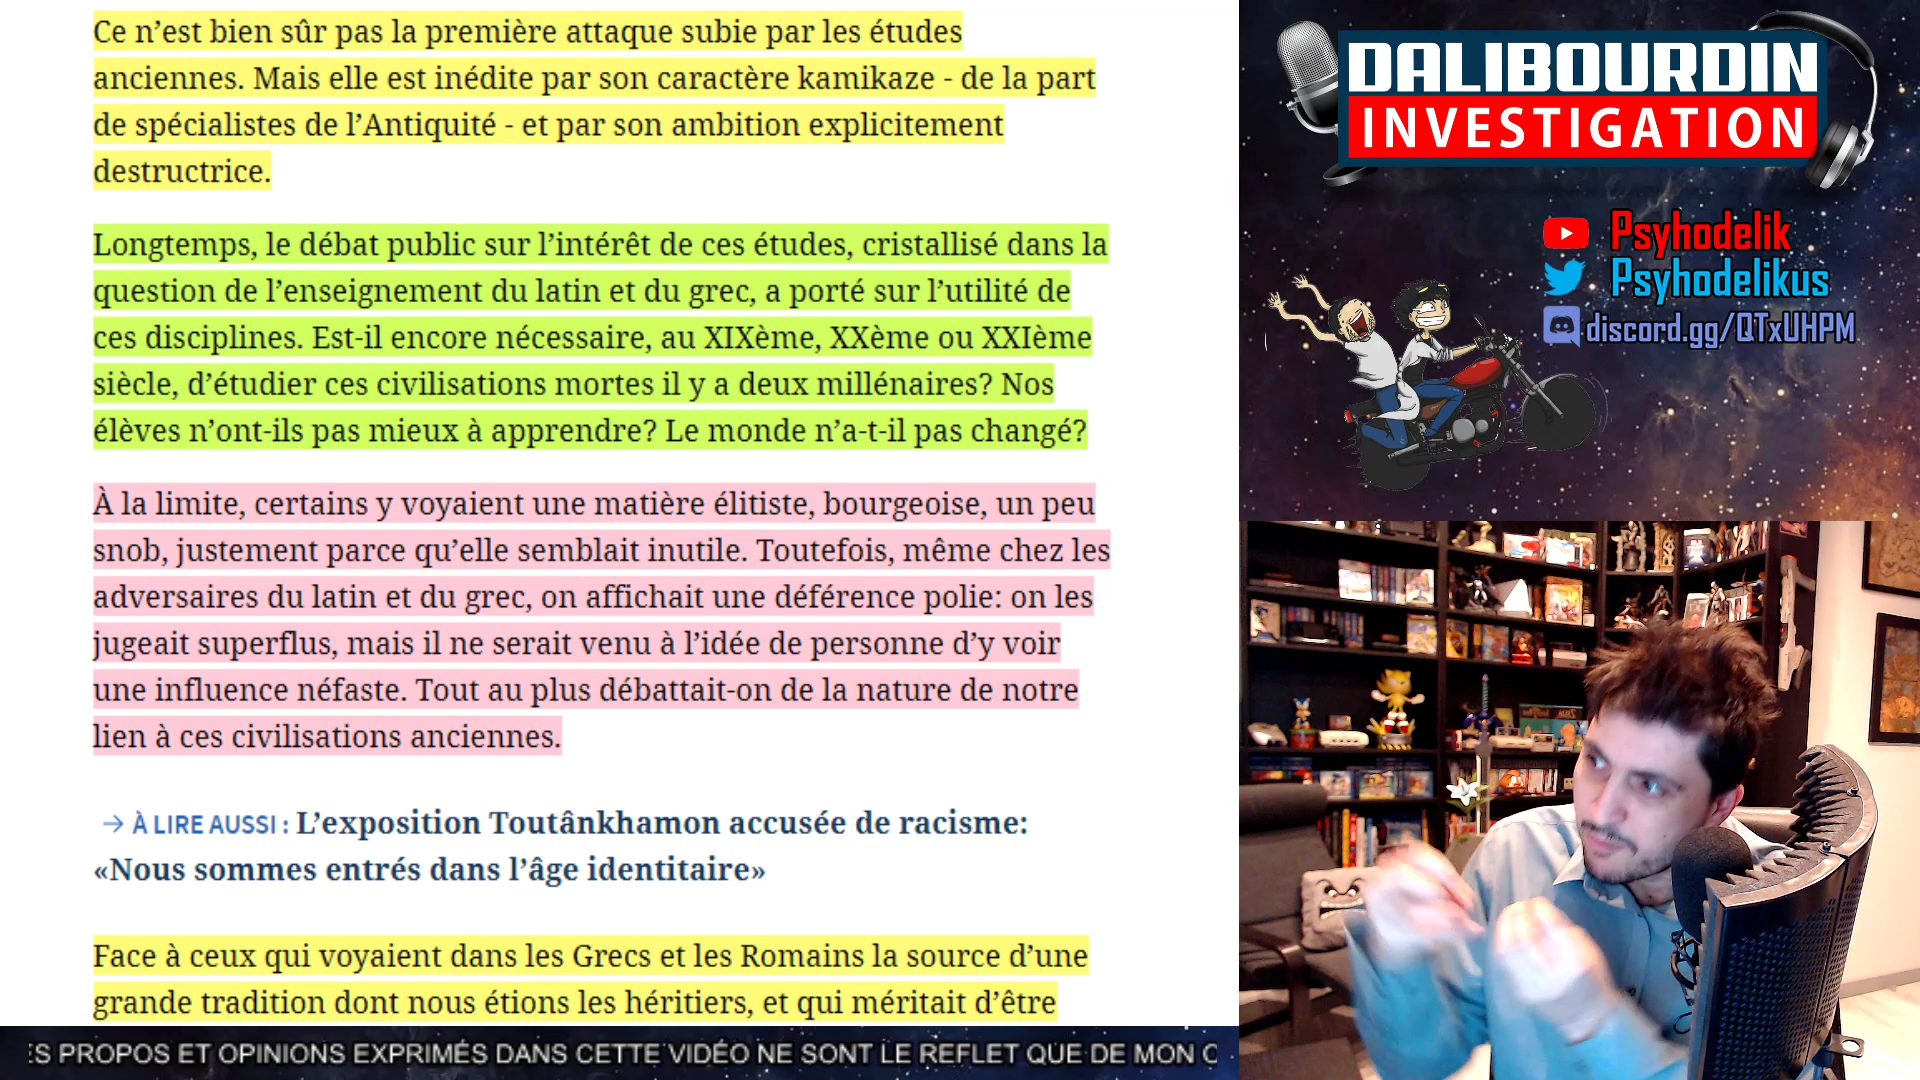 Ce n’est bien sûr pas la première attaque subie par les études
anciennes. Mais elle est inédite par son caractère kamikaze - de la part
de spécialistes de l’Antiquité - et par son ambition explicitement
destructrice.
Longtemps, le débat public sur l’intérêt de ces études, cristallisé dans la
question de l’enseignement du latin et du grec, a porté sur l’utilité de
ces disciplines. Est-il encore nécessaire, au XIXème, XXème ou XXIème
siècle, d’étudier ces civilisations mortes il y a deux millénaires? Nos
élèves n’ont-ils pas mieux à apprendre? Le monde n’a-t-il pas changé?
À la limite, certains y voyaient une matière élitiste, bourgeoise, un peu
snob, justement parce qu’elle semblait inutile. Toutefois, même chez les
adversaires du latin et du grec, on affichait une déférence polie: on les
jugeait superflus, mais il ne serait venu à l’idée de personne d’y voir
une influence néfaste. Tout au plus débattait-on de la nature de notre
lien à ces civilisations anciennes.
→ À LIRE AUSSI : L’exposition Toutânkhamon accusée de racisme:
«Nous sommes entrés dans l’âge identitaire»
Face à ceux qui voyaient dans les Grecs et les Romains la source d’une
grande tradition dont nous étions les héritiers, et qui méritait d’être
ES PROPOS ET OPINIONS EXPRIMÉS DANS CETTE VIDÉO NE SONT LE REFLET QUE DE MON
DALIBOURDIN
INVESTIGATION
Psyhodelik
Psyhodelikus
discord.gg/QTxUHPM